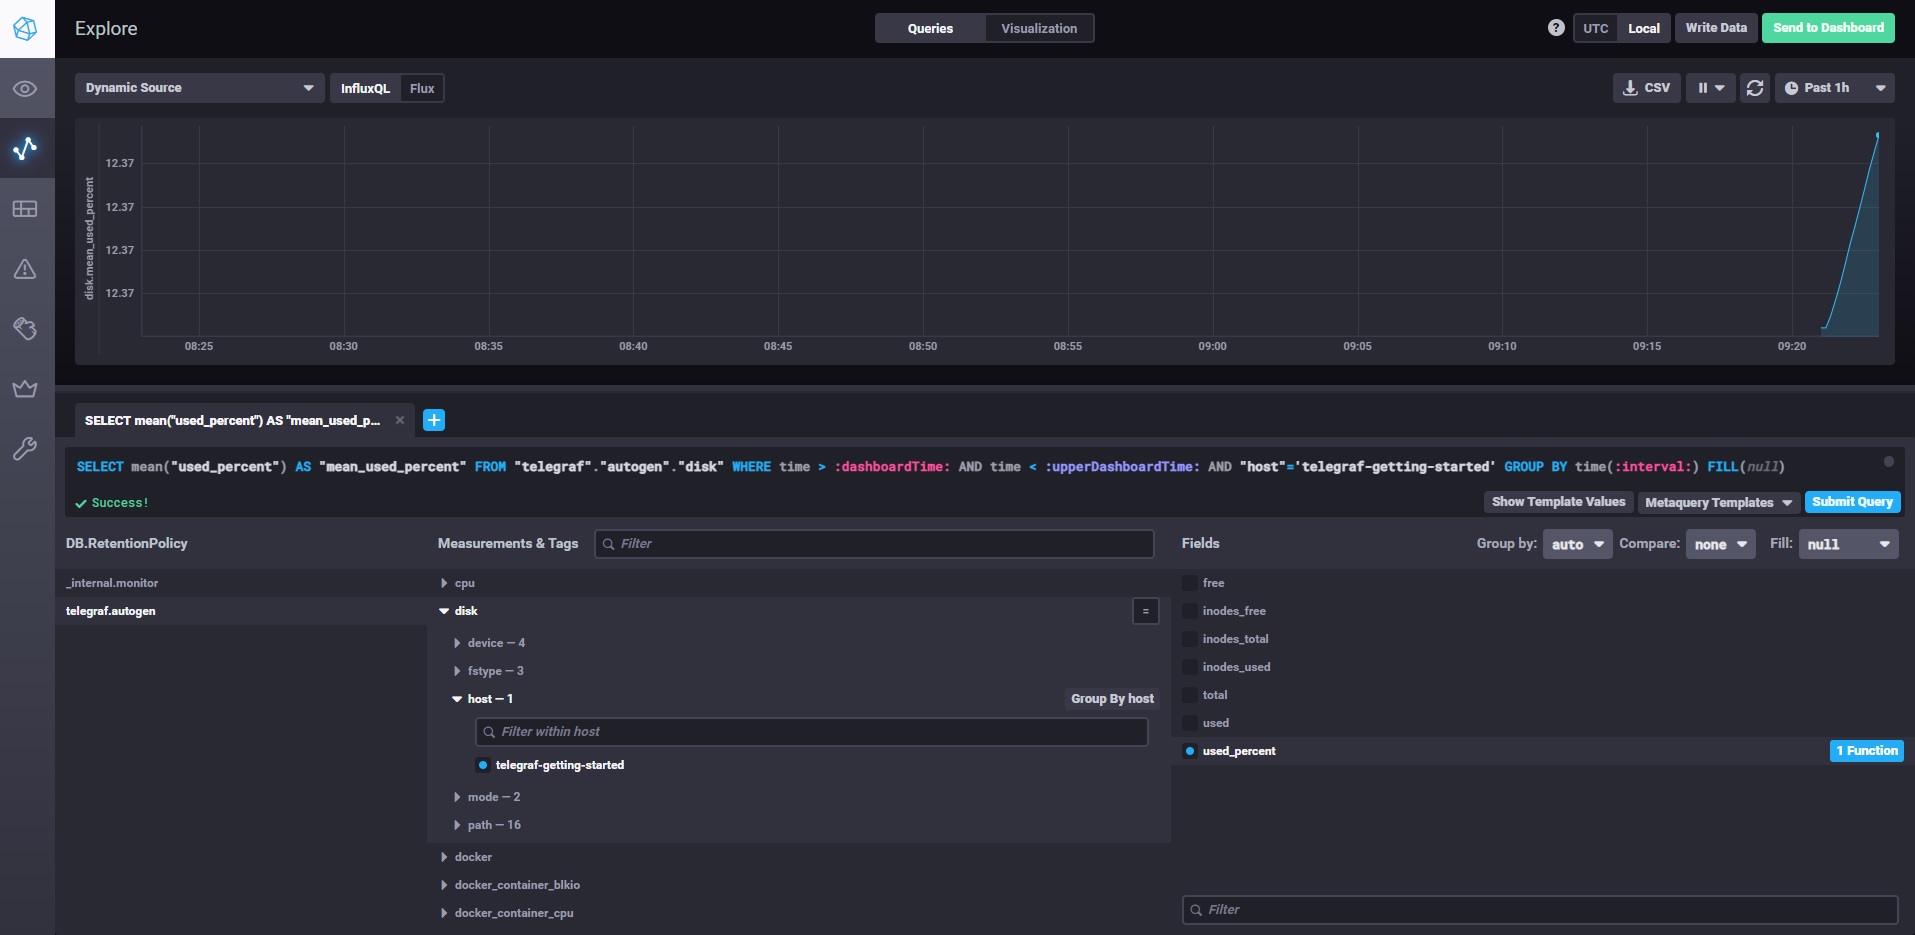 Explore
Queries
Visualization
?
UTC
Local
Write Data
Send to Dashboard
Dynamic Source
InfluxQL
Flux
CSV
Past 1h
disk.mean_used_percent
12.37
12.37
12.37
12.37
08:25
08:30
08:35
08:40
08:45
08:50
08:55
09:00
09:05
09:10
09:15
09:20
SELECT mean("used_percent") AS "mean_used_p...
SELECT mean("used_percent") AS "mean_used_percent" FROM "telegraf"."autogen"."disk" WHERE time > :dashboardTime: AND time < :upperDashboardTime: AND "host"='telegraf-getting-started' GROUP BY time(:interval:) FILL(null)
Success!
Show Template Values
Metaquery Templates
Submit Query
DB.RetentionPolicy
_internal.monitor
telegraf.autogen
Measurements & Tags
Filter
cpu
disk
=
device — 4
fstype — 3
host — 1
Group By host
Filter within host
telegraf-getting-started
mode — 2
path — 16
docker
docker_container_blkio
docker_container_cpu
Fields
Group by:
auto
Compare:
none
Fill:
null
free
inodes_free
inodes_total
inodes_used
total
used
used_percent
1 Function
Filter